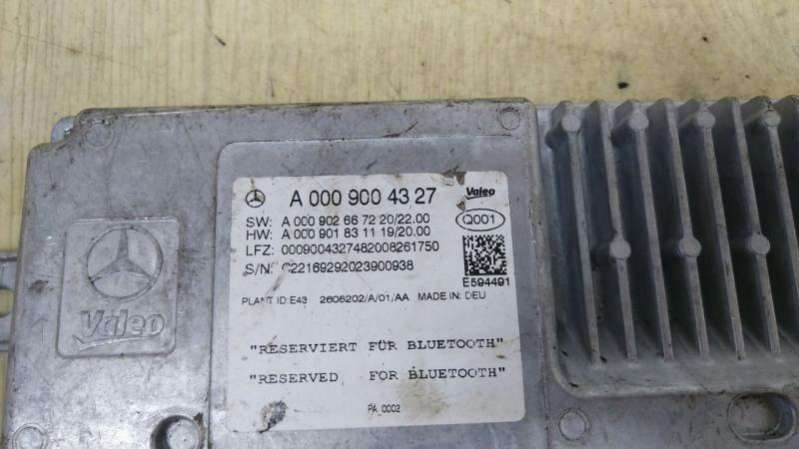 A 000 900 43 27
Valeo
SW: A 000 902 66 72 20/22.00
HW: A 000 901 83 11 19/20.00
Q001
LFZ: 0009004327482008261750
S/N: C22169292023900938
E594491
PLANT ID:E43 2606202/A/01/AA MADE IN: DEU
Valeo
"RESERVIERT FÜR BLUETOOTH"
"RESERVED FOR BLUETOOTH"
PA 0002